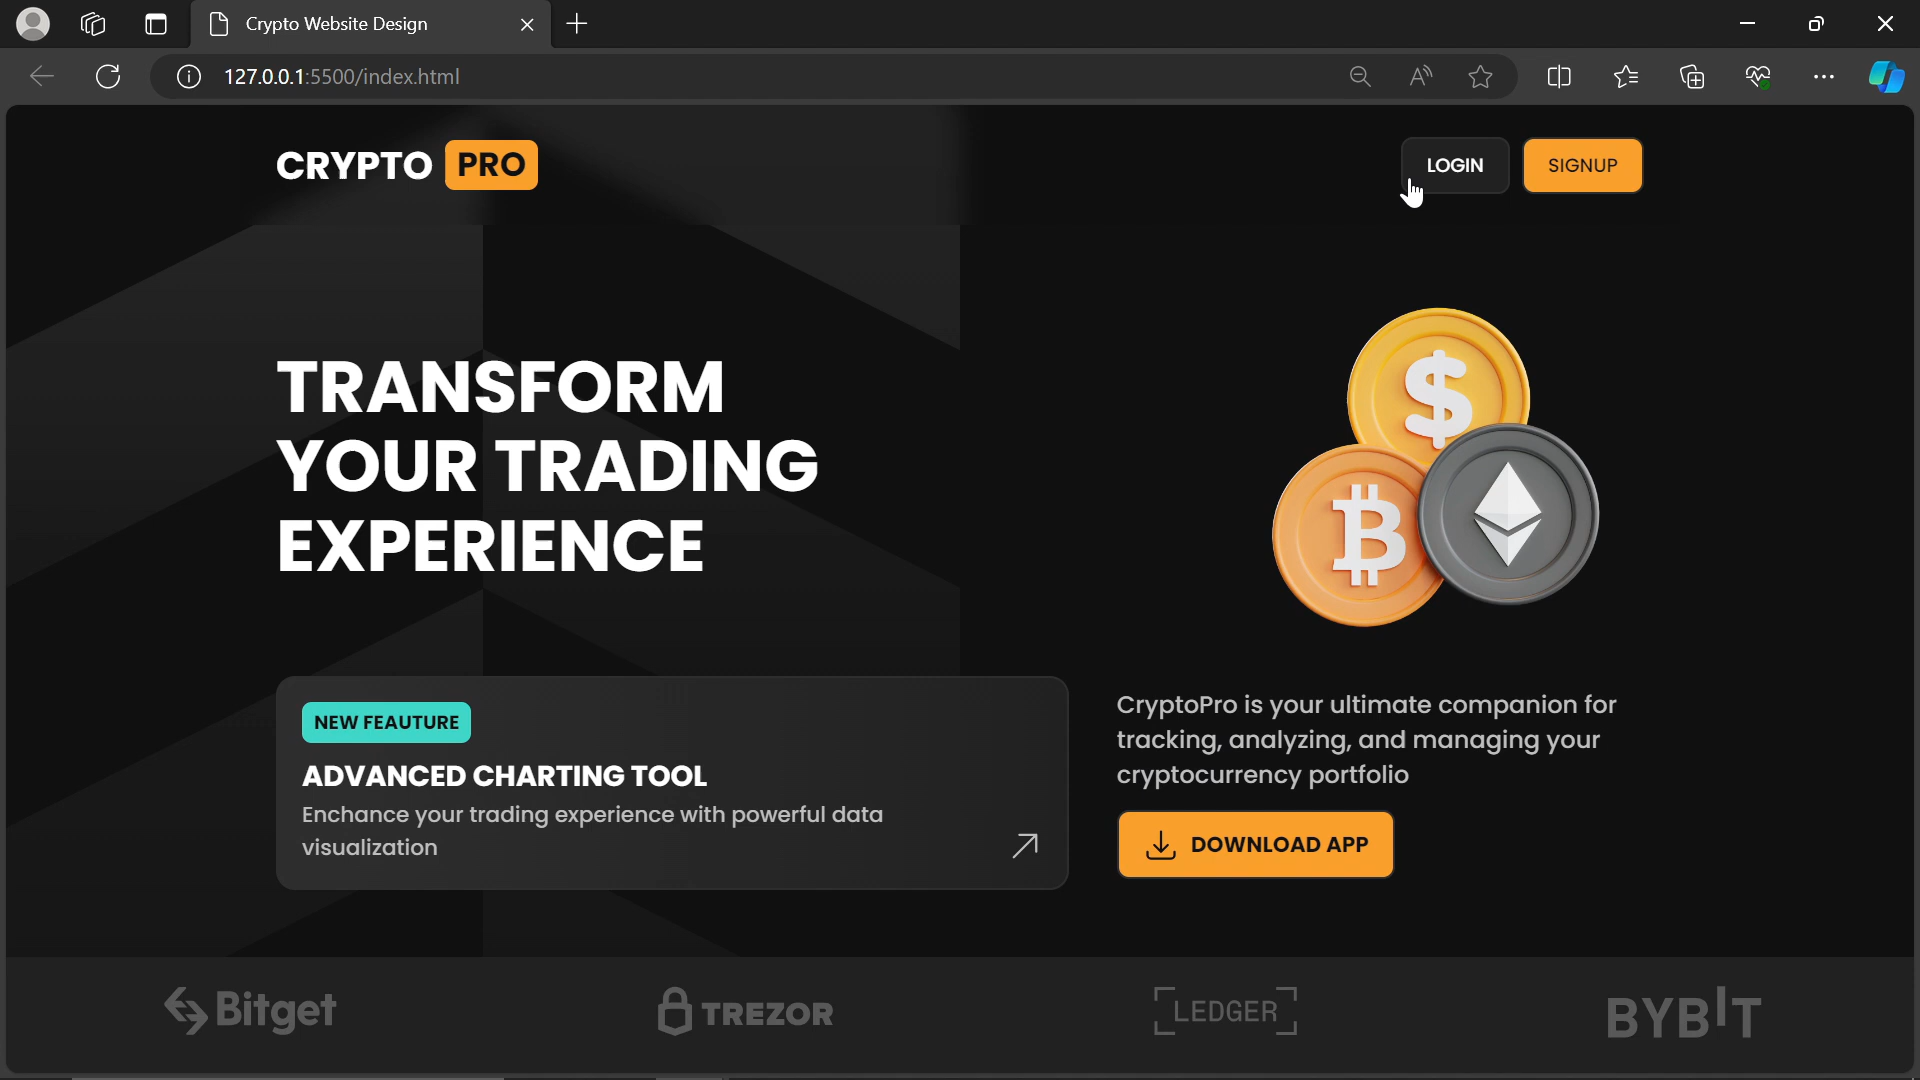 Crypto Website Design
127.0.0.1:5500/index.html
CRYPTO PRO
LOGIN
SIGNUP
TRANSFORM
YOUR TRADING
EXPERIENCE
NEW FEAUTURE
ADVANCED CHARTING TOOL
Enchance your trading experience with powerful data
visualization
CryptoPro is your ultimate companion for
tracking, analyzing, and managing your
cryptocurrency portfolio
DOWNLOAD APP
Bitget
TREZOR
LEDGER
BYBIT